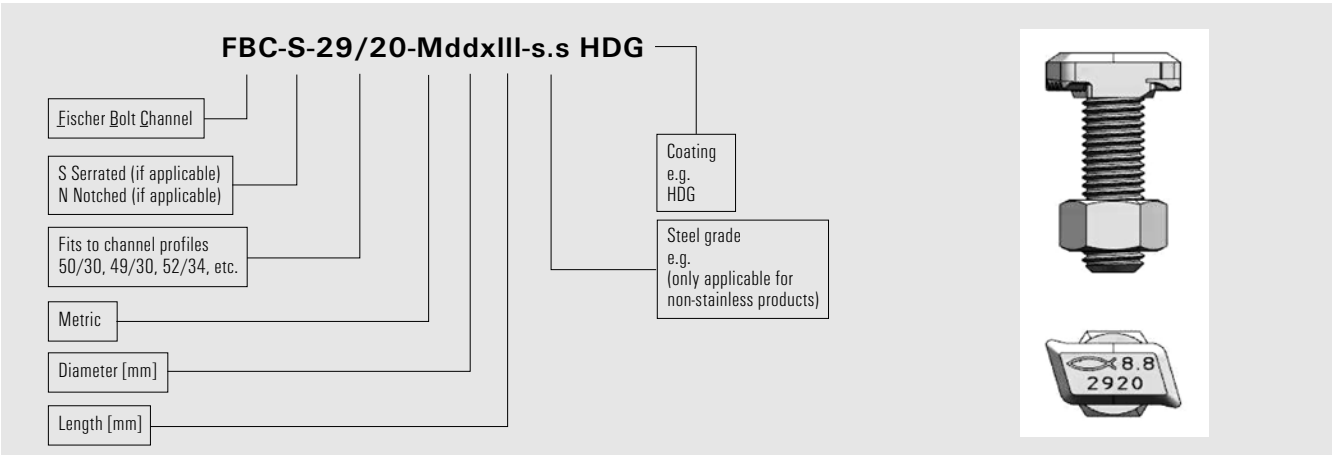 FBC-S-29/20-Mddxlll-s.s HDG
Fischer Bolt Channel
S Serrated (if applicable)
N Notched (if applicable)
Fits to channel profiles
50/30, 49/30, 52/34, etc.
Metric
Diameter [mm]
Length [mm]
Coating
e.g.
HDG
Steel grade
e.g.
(only applicable for
non-stainless products)
8.8
2920